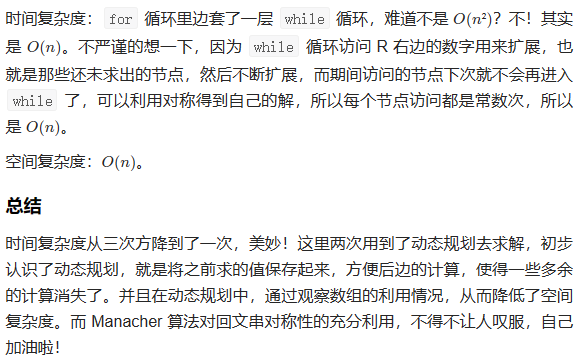 时间复杂度： for 循环里边套了一层 while 循环，难道不是 O(n²)？不！其实
是 O(n)。不严谨的想一下，因为 while 循环访问 R 右边的数字用来扩展，也
就是那些还未求出的节点，然后不断扩展，而期间访问的节点下次就不会再进入
while 了，可以利用对称得到自己的解，所以每个节点访问都是常数次，所以
是 O(n)。
空间复杂度：O(n)。
总结
时间复杂度从三次方降到了一次，美妙！这里两次用到了动态规划去求解，初步
认识了动态规划，就是将之前求的值保存起来，方便后边的计算，使得一些多余
的计算消失了。并且在动态规划中，通过观察数组的利用情况，从而降低了空间
复杂度。而 Manacher 算法对回文串对称性的充分利用，不得不让人叹服，自己
加油啦！